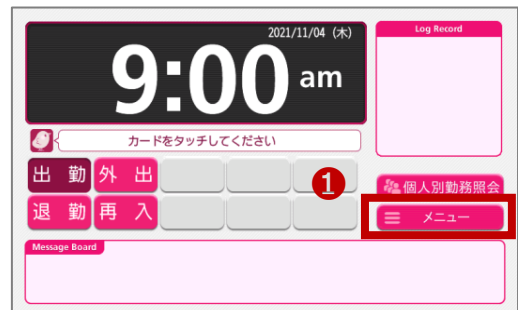 2021/11/04 (木)
9:00 am
Log Record
カードをタッチしてください
出 勤 外 出
❶
個人別勤務照会
退 勤 再 入
メニュー
Message Board